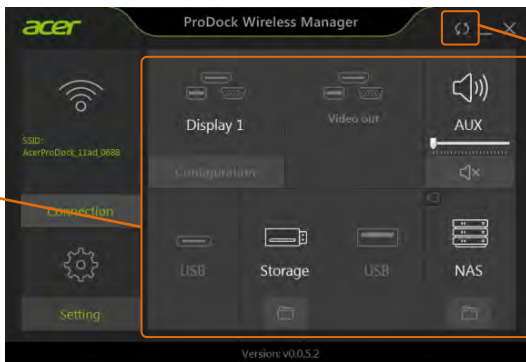 acer
ProDock Wireless Manager
SSID:
AcerProDock_11ad_0688
Connection
Setting
Display 1
Video out
AUX
Configuration
USB
Storage
USB
NAS
Version: v0.0.5.2